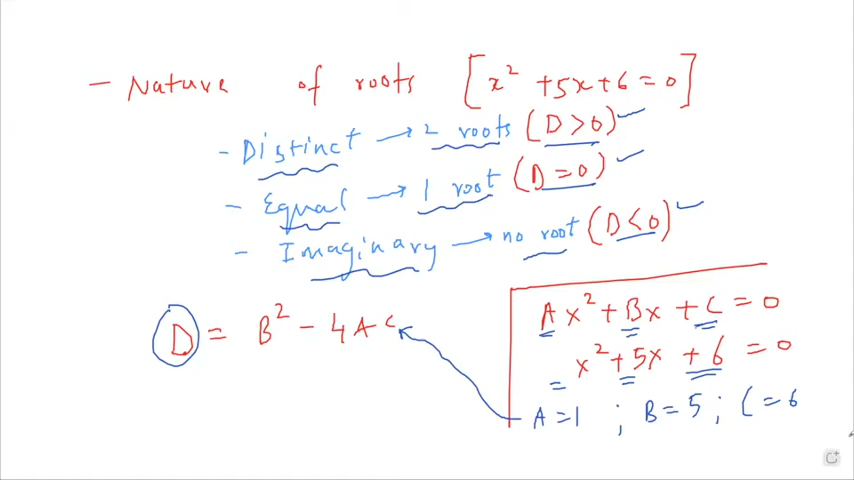 — Nature of roots [x² + 5x + 6 = 0]
- Distinct → 2 roots (D > 0) ✓
- Equal → 1 root (D = 0) ✓
- Imaginary → no root (D < 0) ✓
D = B² - 4AC
Ax² + Bx + C = 0
x² + 5x + 6 = 0
A = 1 ; B = 5 ; C = 6